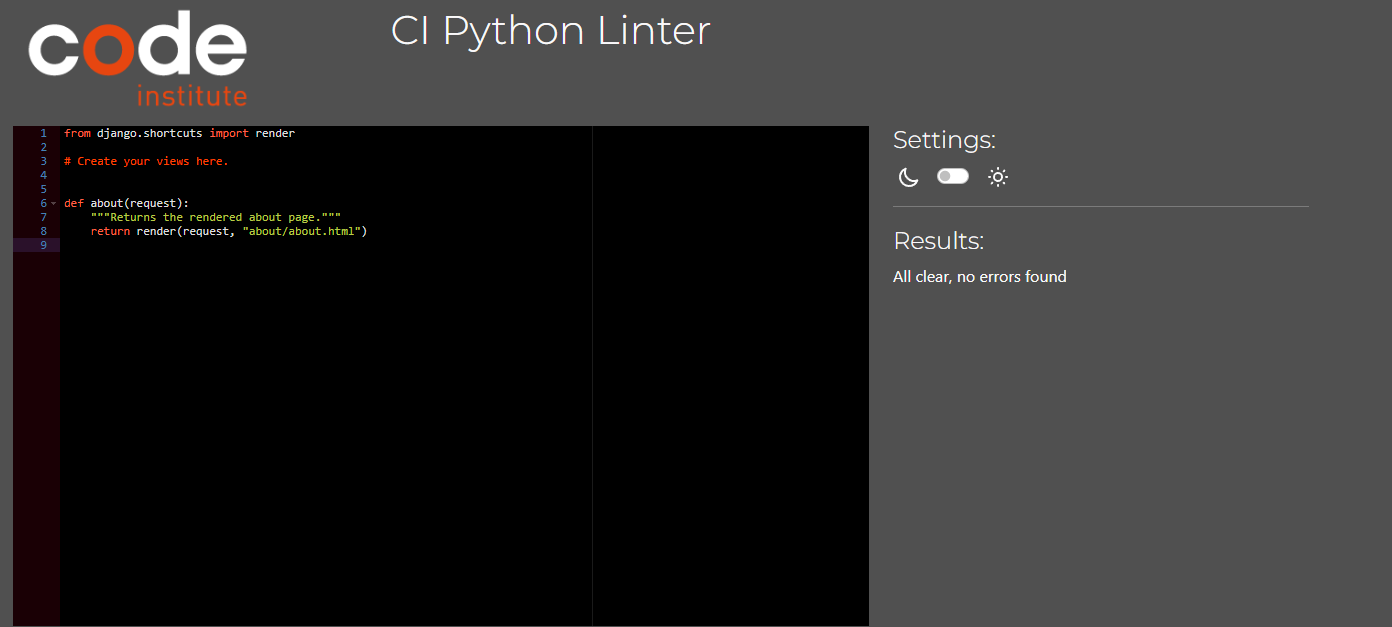 code
institute
CI Python Linter
1 from django.shortcuts import render
2
3 # Create your views here.
4
5
6 def about(request):
7     """Returns the rendered about page."""
8     return render(request, "about/about.html")
9
Settings:
Results:
All clear, no errors found